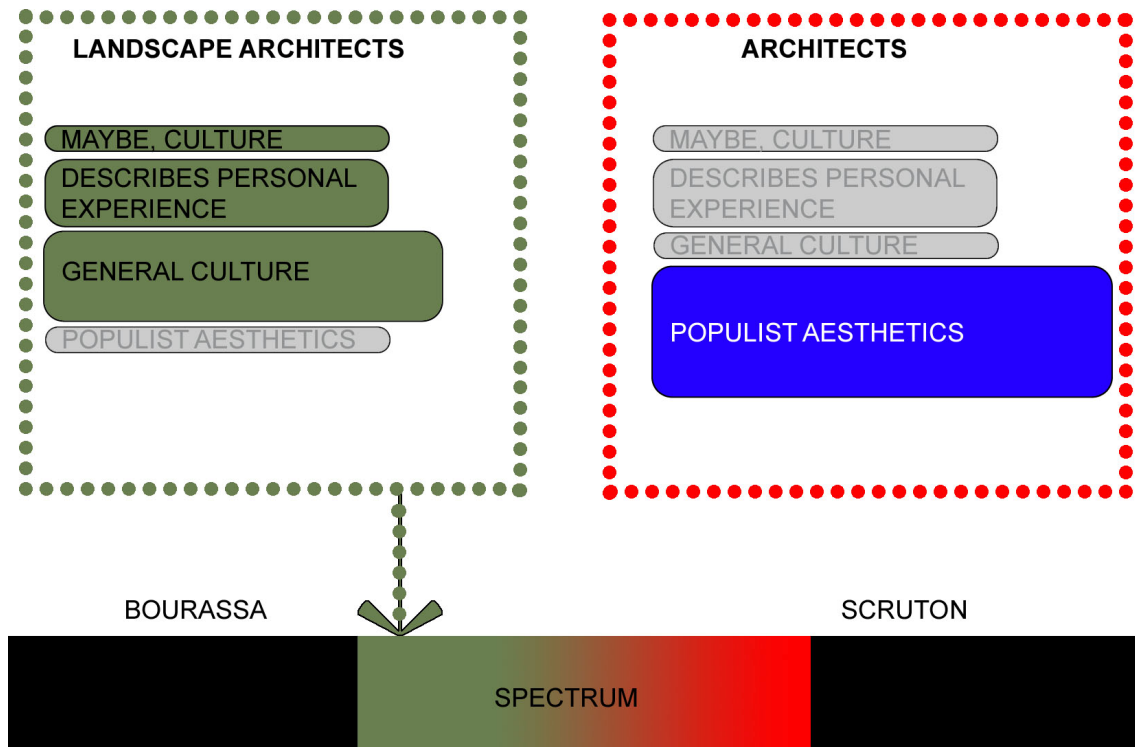 LANDSCAPE ARCHITECTS
MAYBE, CULTURE
DESCRIBES PERSONAL
EXPERIENCE
GENERAL CULTURE
POPULIST AESTHETICS
ARCHITECTS
MAYBE, CULTURE
DESCRIBES PERSONAL
EXPERIENCE
GENERAL CULTURE
POPULIST AESTHETICS
BOURASSA
SCRUTON
SPECTRUM